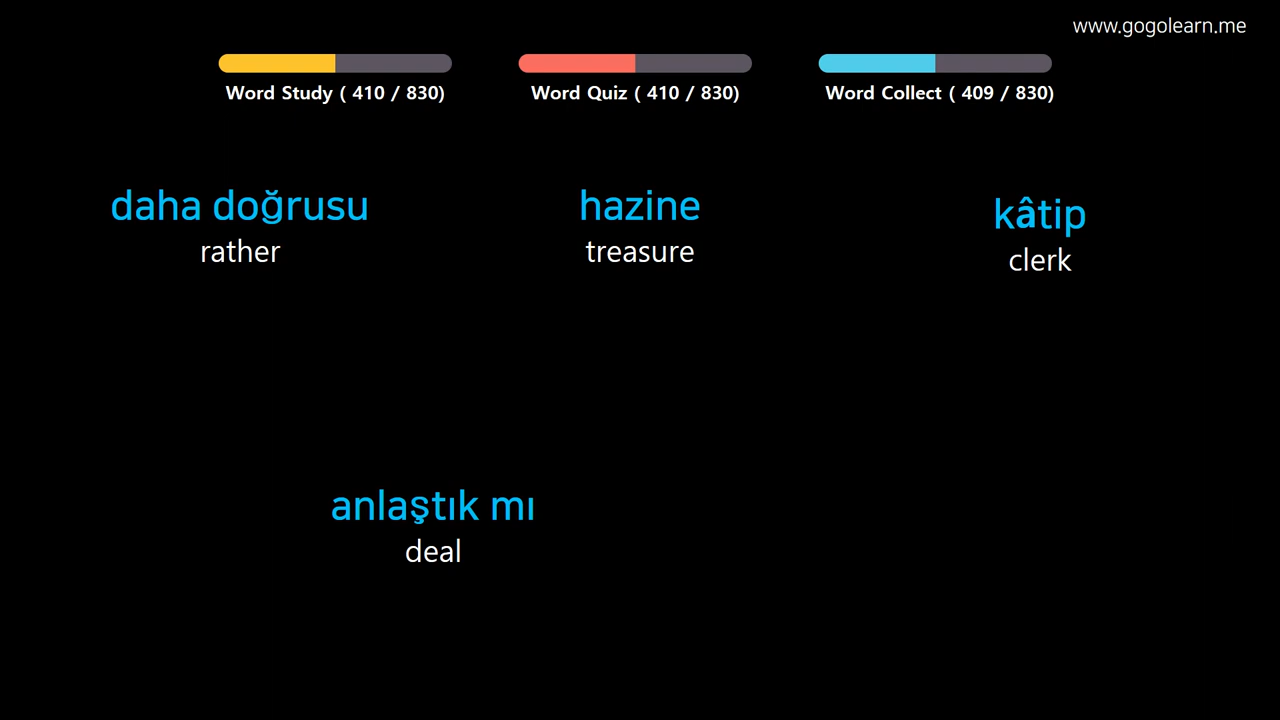 www.gogolearn.me
Word Study ( 410 / 830)
Word Quiz ( 410 / 830)
Word Collect ( 409 / 830)
daha doğrusu
rather
hazine
treasure
kâtip
clerk
anlaştık mı
deal